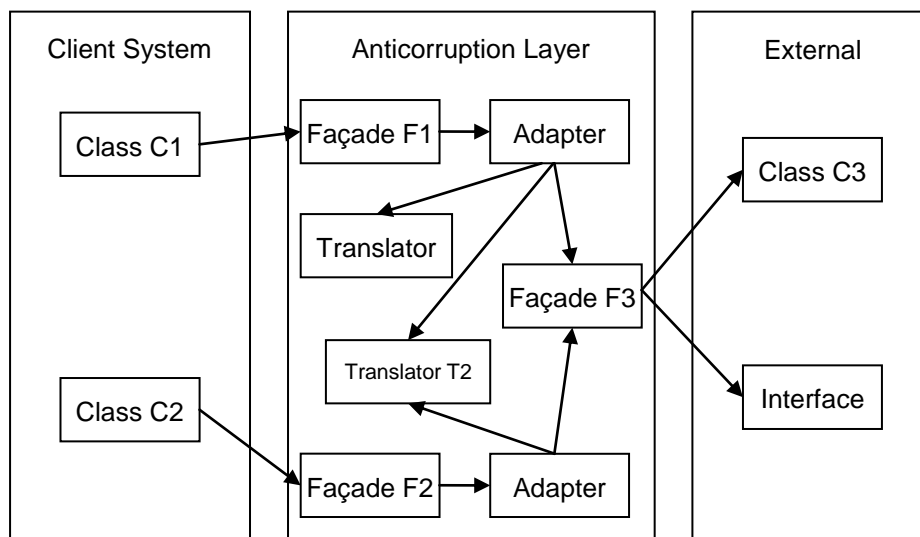 Client System
Anticorruption Layer
External
Class C1
Façade F1
Adapter
Class C3
Translator
Façade F3
Translator T2
Class C2
Interface
Façade F2
Adapter